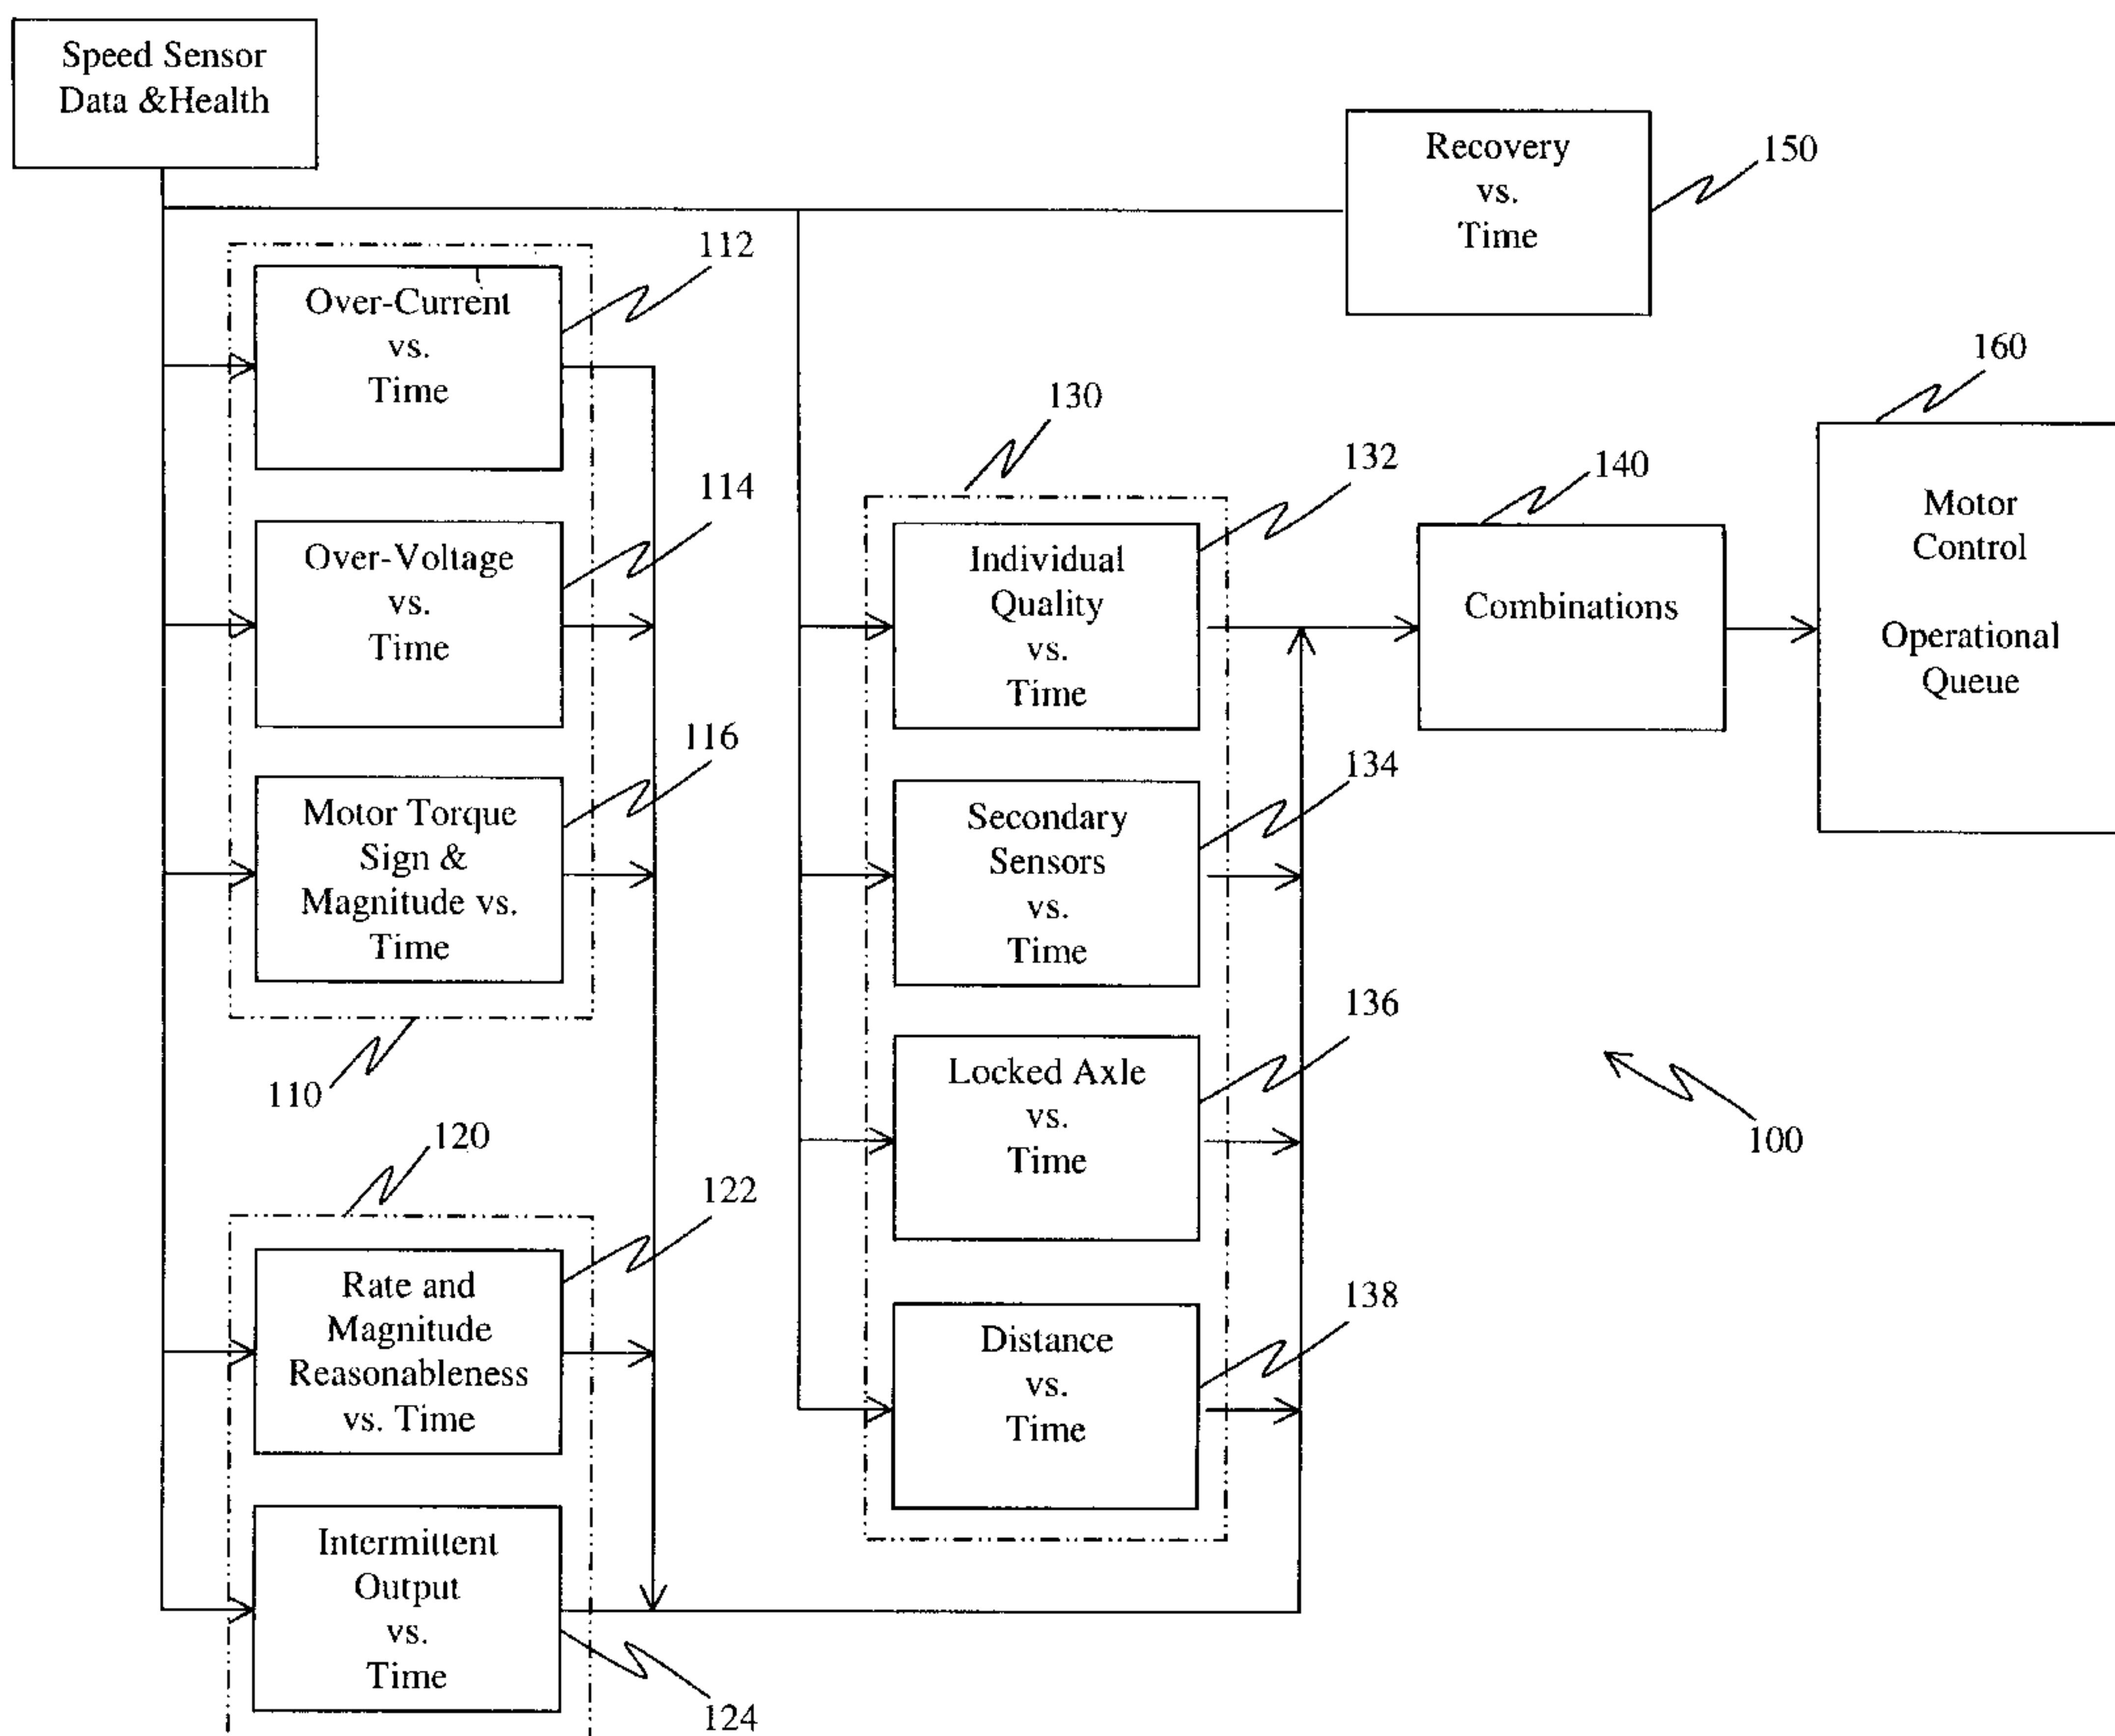 Speed Sensor
Data &Health
Recovery
vs.
Time
150
112
Over-Current
vs.
Time
160
Motor
Control
Operational
Queue
130
114
Over-Voltage
vs.
Time
132
Individual
Quality
vs.
Time
140
Combinations
116
Motor Torque
Sign &
Magnitude vs.
Time
110
134
Secondary
Sensors
vs.
Time
136
Locked Axle
vs.
Time
100
120
122
Rate and
Magnitude
Reasonableness
vs. Time
138
Distance
vs.
Time
Intermittent
Output
vs.
Time
124